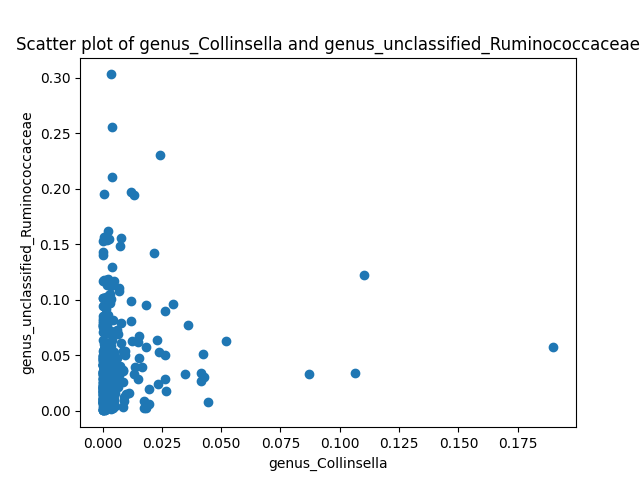 Scatter plot of genus_Collinsella and genus_unclassified_Ruminococcaceae
genus_unclassified_Ruminococcaceae
0.30
0.25
0.20
0.15
0.10
0.05
0.00
0.000 0.025 0.050 0.075 0.100 0.125 0.150 0.175
genus_Collinsella